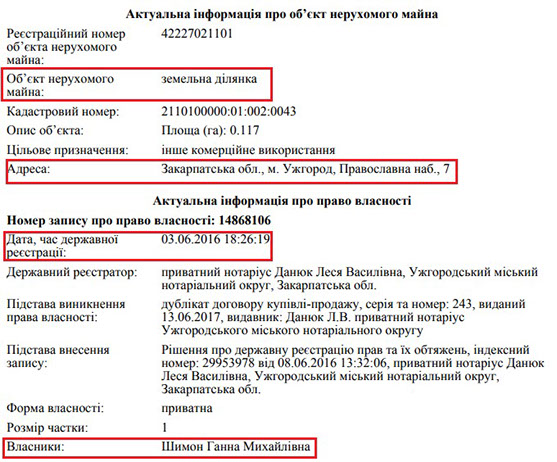 Актуальна інформація про об’єкт нерухомого майна
Реєстраційний номер 42227021101
об’єкта нерухомого
майна:
Об’єкт нерухомого земельна ділянка
майна:
Кадастровий номер: 2110100000:01:002:0043
Опис об’єкта: Площа (га): 0.117
Цільове призначення: інше комерційне використання
Адреса: Закарпатська обл., м. Ужгород, Православна наб., 7
Актуальна інформація про право власності
Номер запису про право власності: 14868106
Дата, час державної 03.06.2016 18:26:19
реєстрації:
Державний реєстратор: приватний нотаріус Данюк Леся Василівна, Ужгородський міський
нотаріальний округ, Закарпатська обл.
Підстава виникнення дублікат договору купівлі-продажу, серія та номер: 243, виданий
права власності: 13.06.2017, видавник: Данюк Л.В. приватний нотаріус
Ужгородського міського нотаріального округу
Підстава внесення Рішення про державну реєстрацію прав та їх обтяжень, індексний
запису: номер: 29953978 від 08.06.2016 13:32:06, приватний нотаріус Данюк
Леся Василівна, Ужгородський міський нотаріальний округ,
Закарпатська обл.
Форма власності: приватна
Розмір частки: 1
Власники: Шимон Ганна Михайлівна